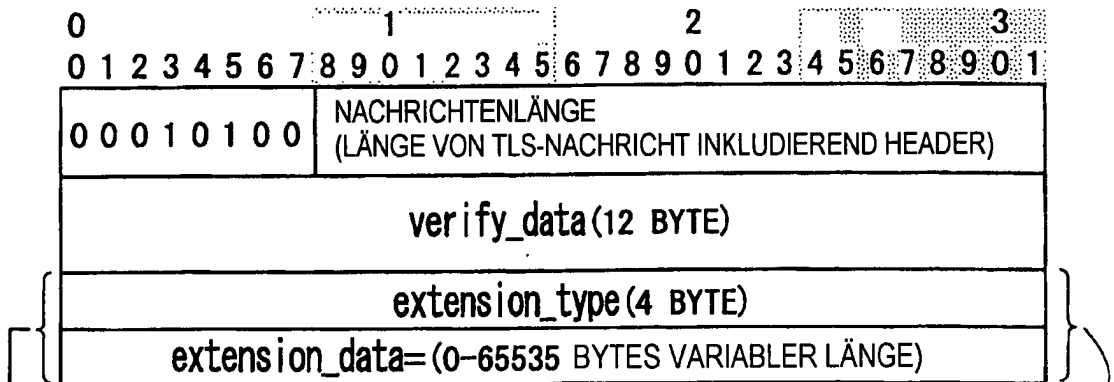 0 1 2 3
0 1 2 3 4 5 6 7 8 9 0 1 2 3 4 5 6 7 8 9 0 1 2 3 4 5 6 7 8 9 0 1
0 0 0 1 0 1 0 0
NACHRICHTENLÄNGE
(LÄNGE VON TLS-NACHRICHT INKLUDIEREND HEADER)
verify_data(12 BYTE)
extension_type(4 BYTE)
extension_data=(0-65535 BYTES VARIABLER LÄNGE)